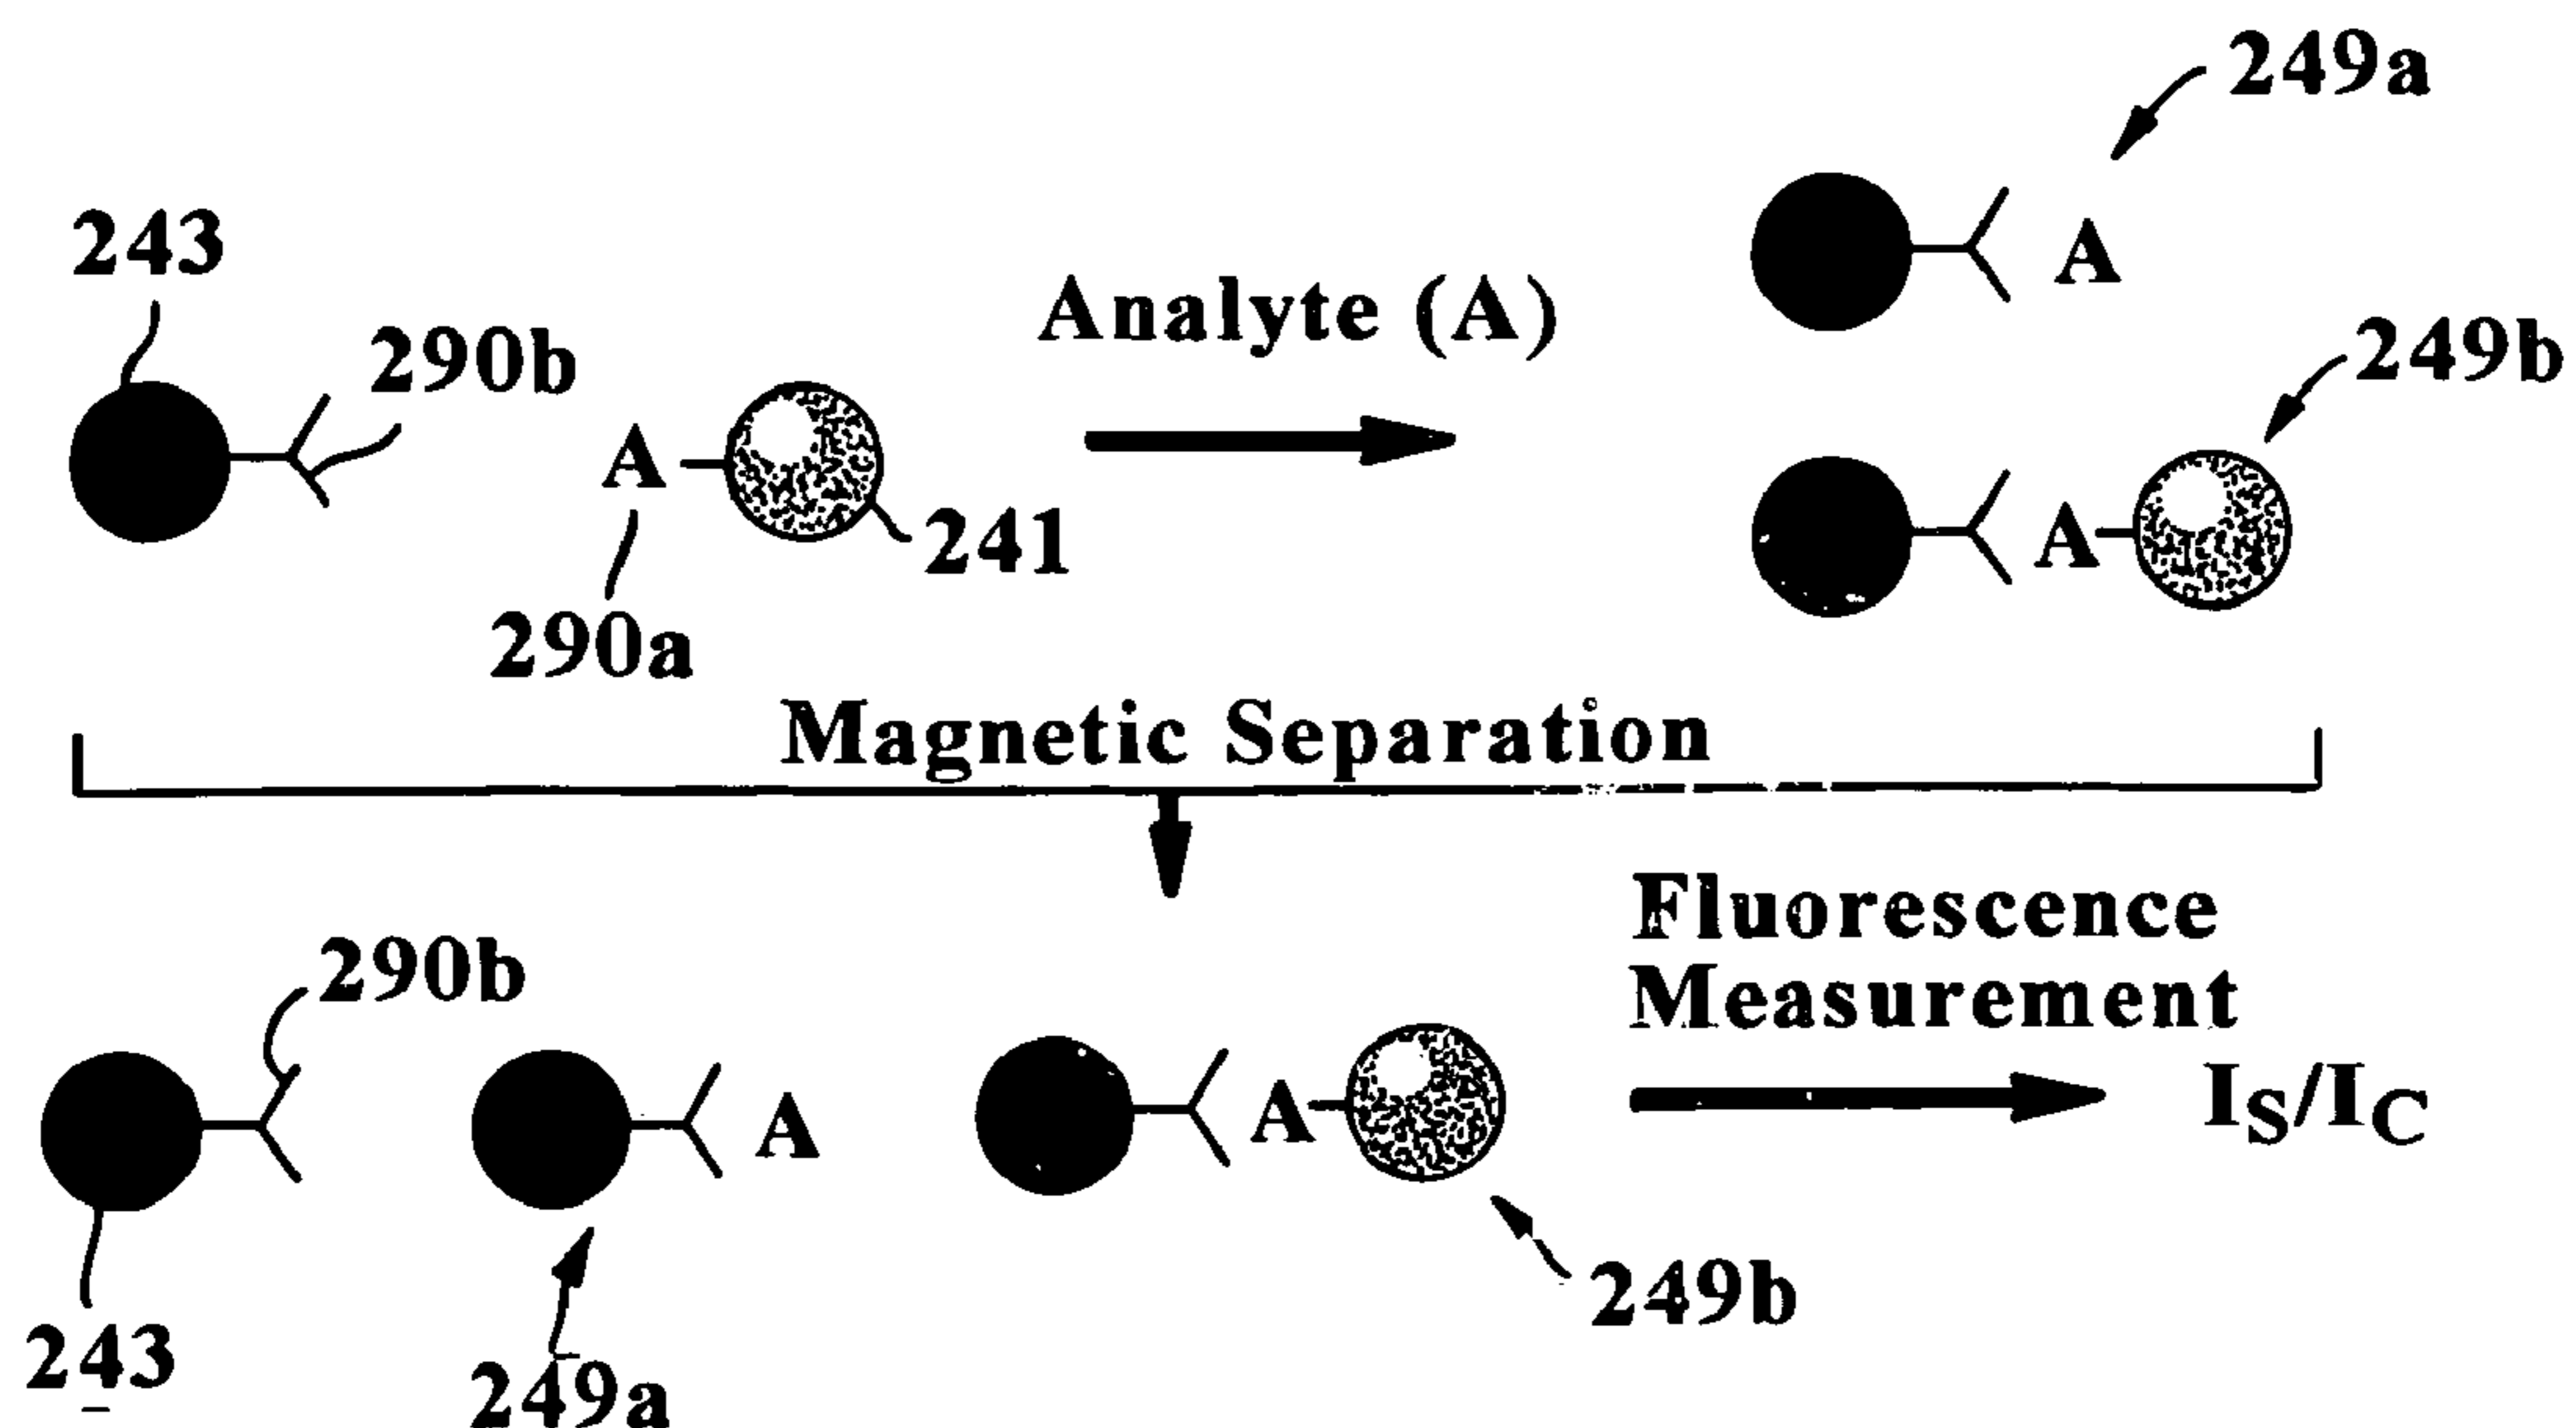 249a
243
290b
Analyte (A)
A
249b
A
241
A
290a
Magnetic Separation
Fluorescence
Measurement
290b
A
A
IS/IC
249b
243
249a